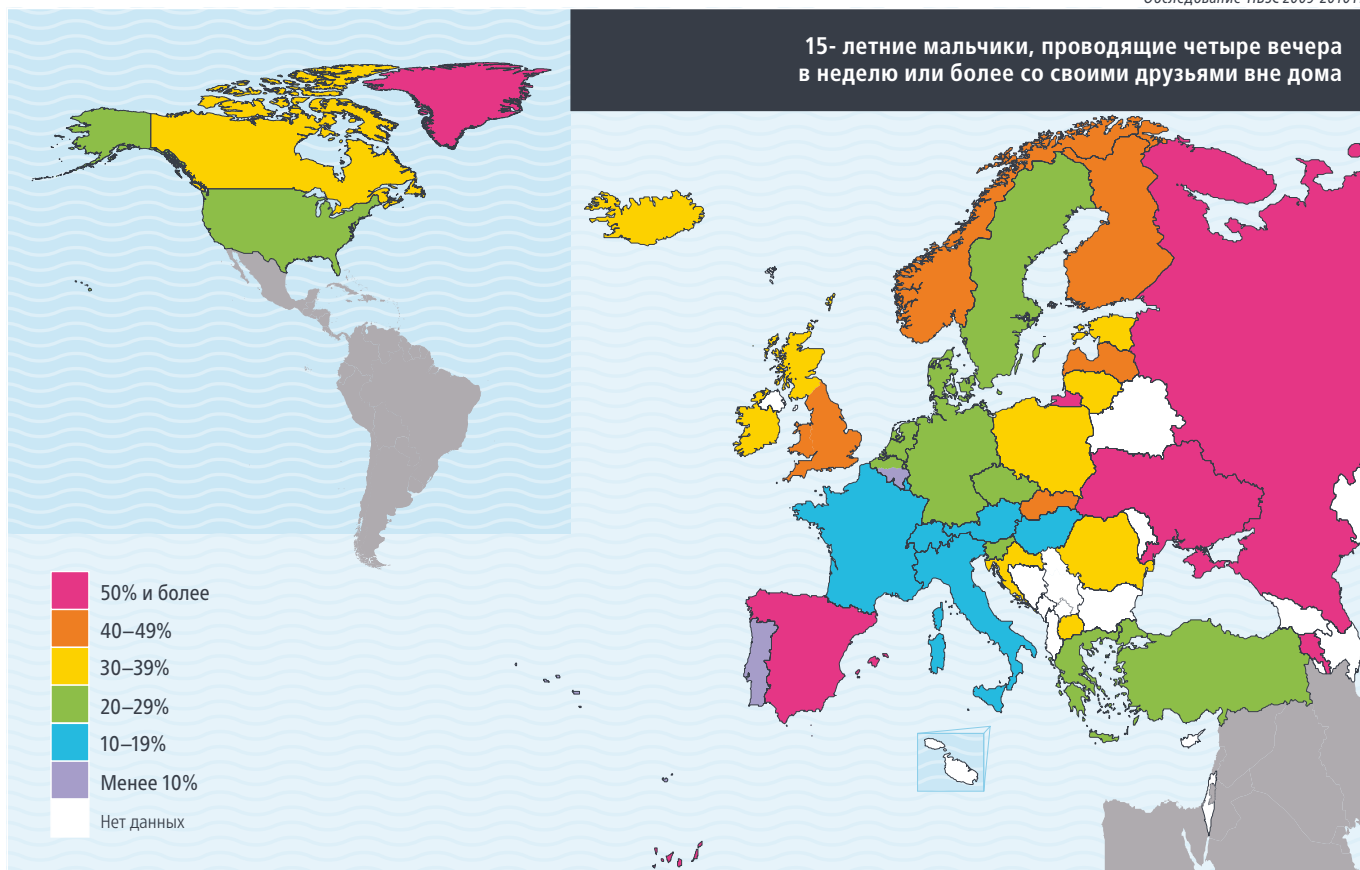 15- летние мальчики, проводящие четыре вечера
в неделю или более со своими друзьями вне дома
50% и более
40–49%
30–39%
20–29%
10–19%
Менее 10%
Нет данных